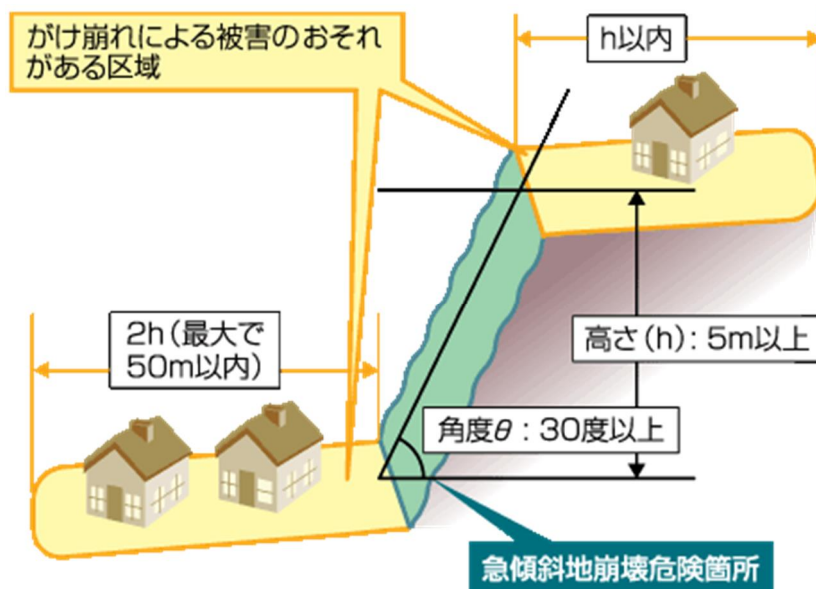 がけ崩れによる被害のおそれ
がある区域
h以内
2h（最大で
50m以内）
高さ（h）：5m以上
角度θ：30度以上
急傾斜地崩壊危険箇所